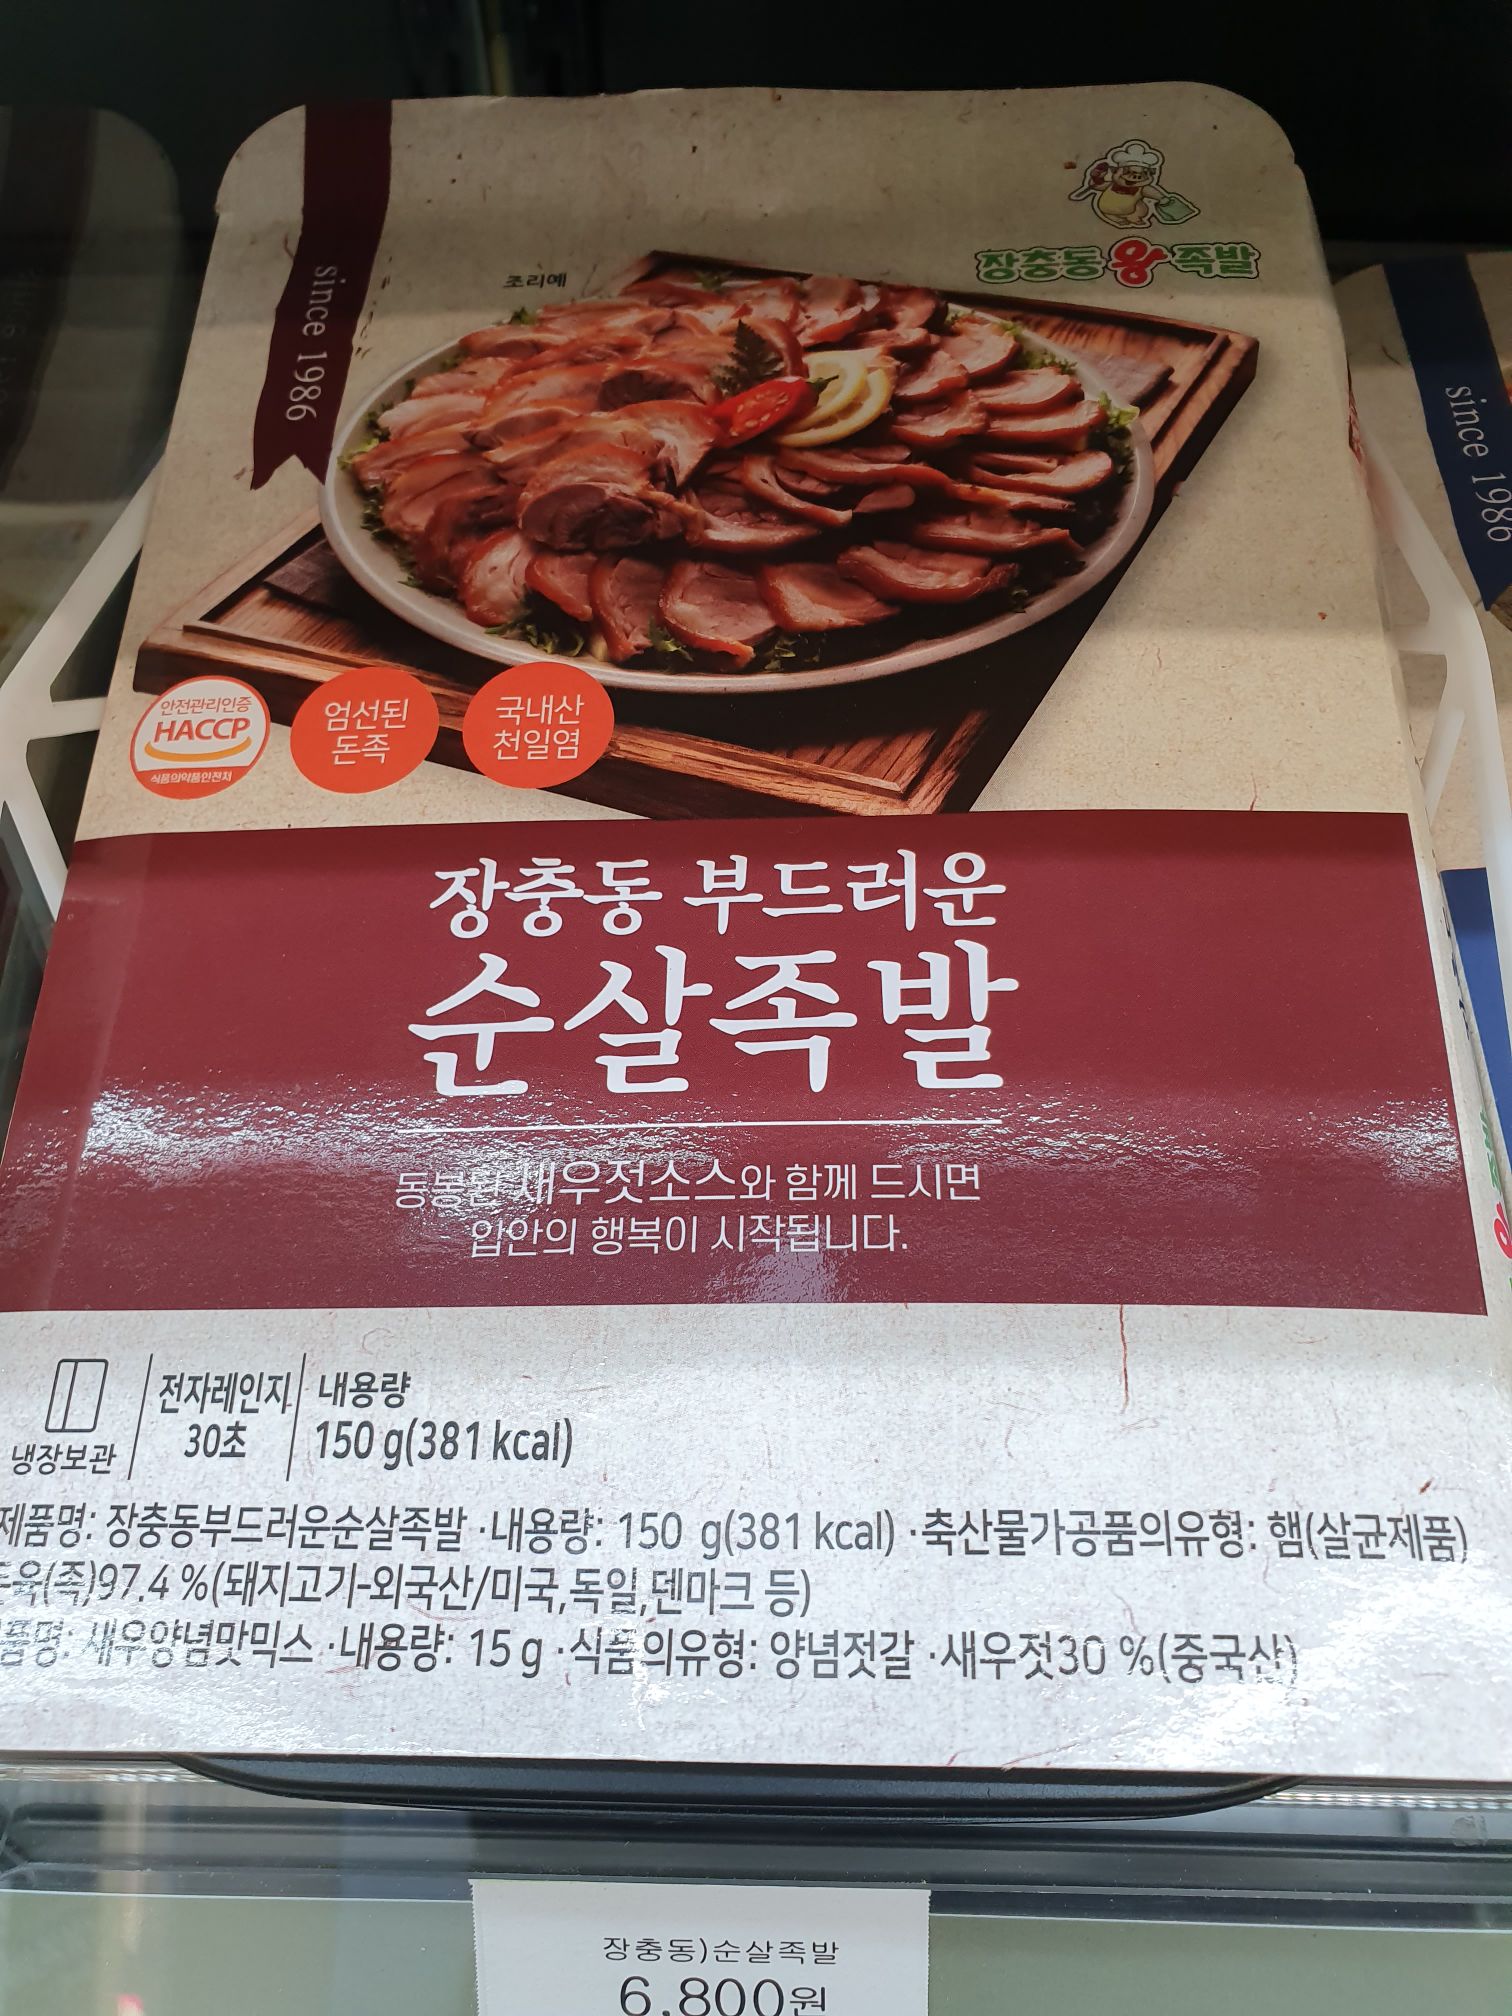 since 1986
조리예
장충동왕족발
안전관리인증
HACCP
식품의약품안전처
엄선된
돈족
국내산
천일염
장충동 부드러운
순살족발
동봉된 새우젓소스와 함께 드시면
입안의 행복이 시작됩니다.
냉장보관
전자레인지
30초
내용량
150 g(381 kcal)
제품명: 장충동부드러운순살족발 ·내용량: 150 g(381 kcal) ·축산물가공품의유형: 햄(살균제품)
돈육(족)97.4 %(돼지고기-외국산/미국,독일,덴마크 등)
품명: 새우양념맛믹스 ·내용량: 15 g ·식품의유형: 양념젓갈 ·새우젓30 %(중국산)
since 1986
장충동)순살족발
6,800원